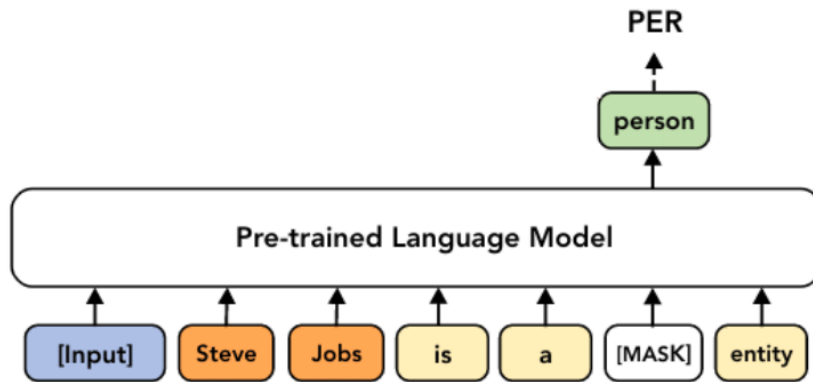 PER
person
Pre-trained Language Model
[Input] Steve Jobs is a [MASK] entity